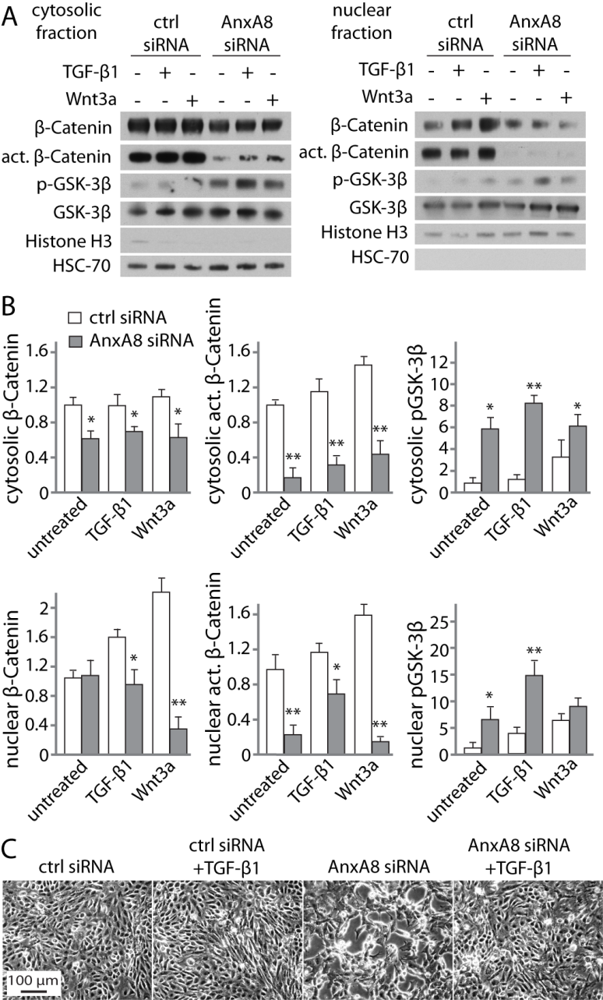 A
cytosolic fraction
ctrl siRNA
AnxA8 siRNA
TGF-β1 - + - - + -
Wnt3a - - + - - +
β-Catenin
act. β-Catenin
p-GSK-3β
GSK-3β
Histone H3
HSC-70
nuclear fraction
ctrl siRNA
AnxA8 siRNA
TGF-β1 - + - - + -
Wnt3a - - + - - +
β-Catenin
act. β-Catenin
p-GSK-3β
GSK-3β
Histone H3
HSC-70
B
ctrl siRNA
AnxA8 siRNA
cytosolic β-Catenin
1.6
1.2
0.8
0.4
0
* * *
untreated TGF-β1 Wnt3a
cytosolic act. β-Catenin
1.6
1.2
0.8
0.4
0
** ** **
untreated TGF-β1 Wnt3a
cytosolic pGSK-3β
12
10
8
6
4
2
0
* ** *
untreated TGF-β1 Wnt3a
nuclear β-Catenin
2
1.6
1.2
0.8
0.4
0
* **
untreated TGF-β1 Wnt3a
nuclear act. β-Catenin
1.6
1.2
0.8
0.4
0
** * **
untreated TGF-β1 Wnt3a
nuclear pGSK-3β
25
20
15
10
5
0
* **
untreated TGF-β1 Wnt3a
C
ctrl siRNA
ctrl siRNA
+TGF-β1
AnxA8 siRNA
AnxA8 siRNA
+TGF-β1
100 µm